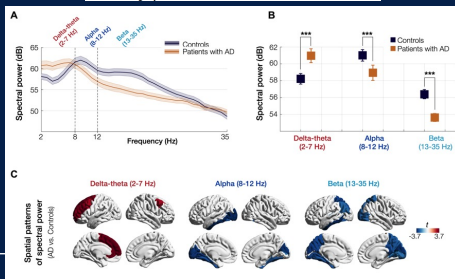 A
Delta-theta
(2-7 Hz)
Alpha
(8-12 Hz)
Beta
(13-35 Hz)
Controls
Patients with AD
Spectral power (dB)
65
60
55
50
2
8
12
35
Frequency (Hz)
B
Controls
Patients with AD
***
***
***
Spectral power (dB)
62
60
58
56
54
Delta-theta
(2-7 Hz)
Alpha
(8-12 Hz)
Beta
(13-35 Hz)
C
Spatial patterns
of spectral power
(AD vs. Controls)
Delta-theta (2-7 Hz)
Alpha (8-12 Hz)
Beta (13-35 Hz)
t
-3.7
3.7